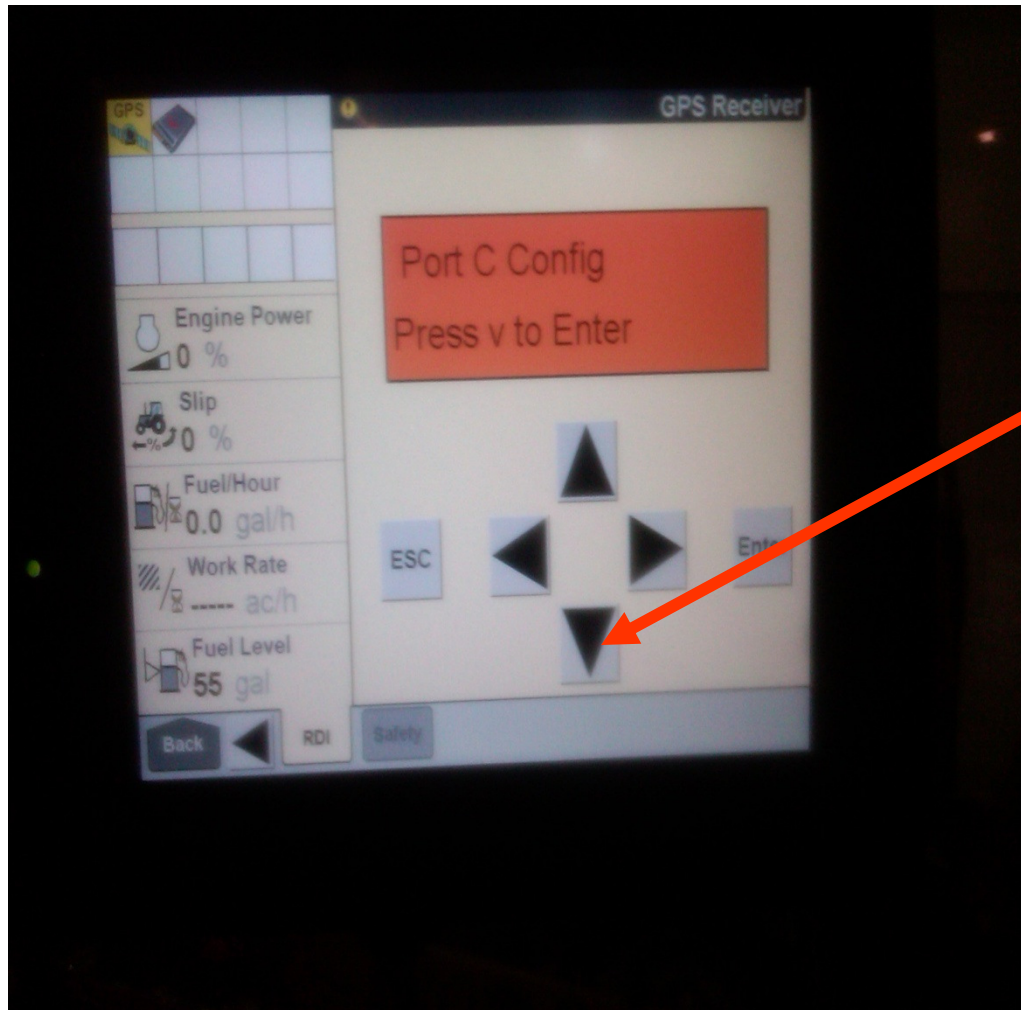 GPS
GPS Receiver
Port C Config
Press v to Enter
Engine Power
0 %
Slip
0 %
Fuel/Hour
0.0 gal/h
Work Rate
----- ac/h
Fuel Level
55 gal
ESC
Back
RDI
Safety